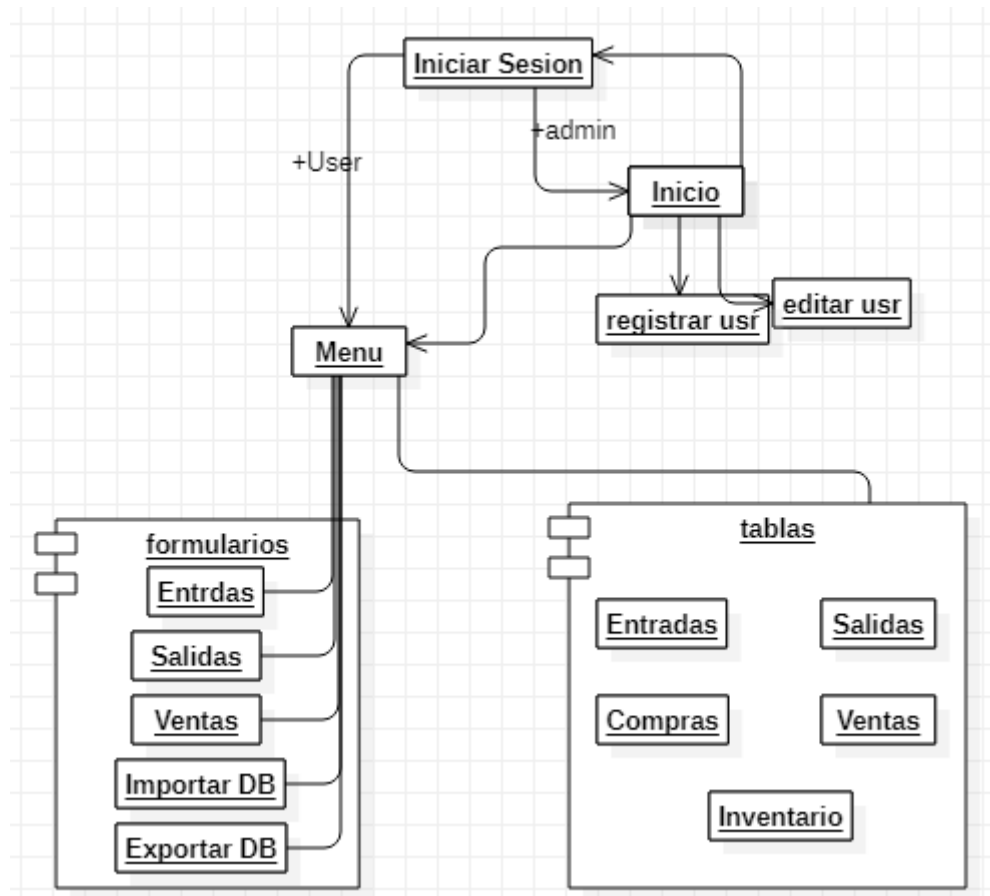 Iniciar Sesion
+admin
+User
Inicio
editar usr
registrar usr
Menu
formularios
Entrdas
Salidas
Ventas
Importar DB
Exportar DB
tablas
Entradas
Salidas
Compras
Ventas
Inventario